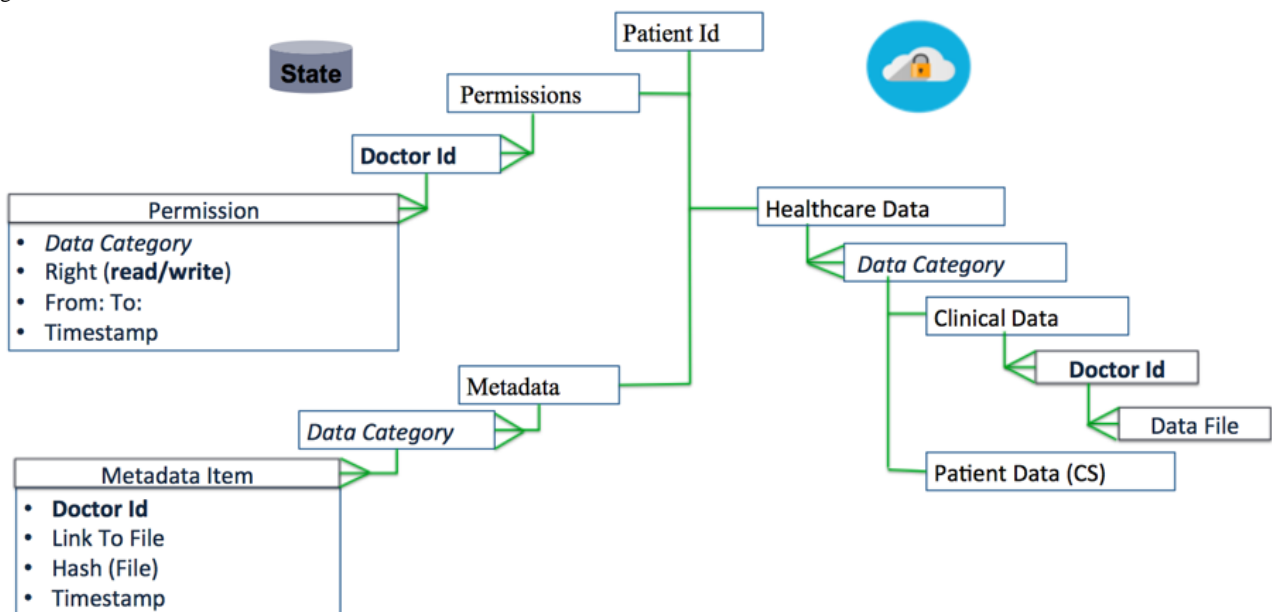 Patient Id
State
Permissions
Doctor Id
Permission
• Data Category
• Right (read/write)
• From: To:
• Timestamp
Healthcare Data
Data Category
Clinical Data
Doctor Id
Data File
Patient Data (CS)
Metadata
Data Category
Metadata Item
• Doctor Id
• Link To File
• Hash (File)
• Timestamp